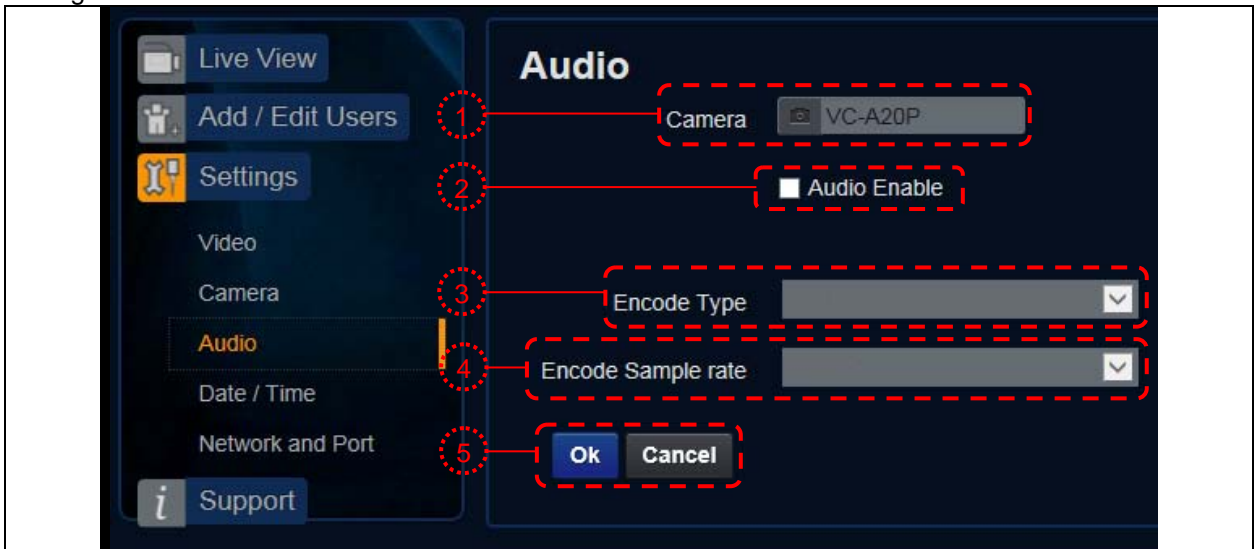 Live View
Add / Edit Users
Settings
Video
Camera
Audio
Date / Time
Network and Port
i Support
Audio
1 Camera VC-A20P
2 Audio Enable
3 Encode Type
4 Encode Sample rate
5 Ok Cancel